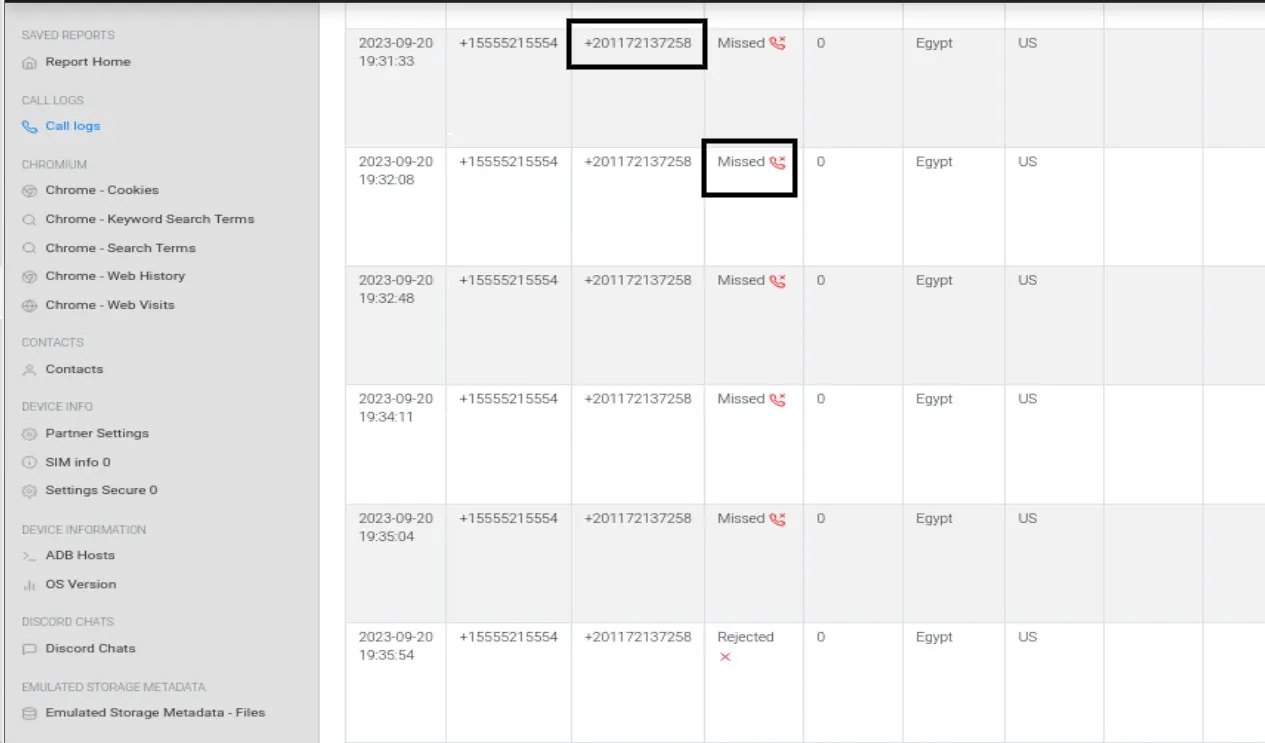 SAVED REPORTS
Report Home
CALL LOGS
Call logs
CHROMIUM
Chrome - Cookies
Chrome - Keyword Search Terms
Chrome - Search Terms
Chrome - Web History
Chrome - Web Visits
CONTACTS
Contacts
DEVICE INFO
Partner Settings
SIM info 0
Settings Secure 0
DEVICE INFORMATION
ADB Hosts
OS Version
DISCORD CHATS
Discord Chats
EMULATED STORAGE METADATA
Emulated Storage Metadata - Files
2023-09-20 +15555215554 +201172137258 Missed 0 Egypt US
19:31:33
2023-09-20 +15555215554 +201172137258 Missed 0 Egypt US
19:32:08
2023-09-20 +15555215554 +201172137258 Missed 0 Egypt US
19:32:48
2023-09-20 +15555215554 +201172137258 Missed 0 Egypt US
19:34:11
2023-09-20 +15555215554 +201172137258 Missed 0 Egypt US
19:35:04
2023-09-20 +15555215554 +201172137258 Rejected 0 Egypt US
19:35:54